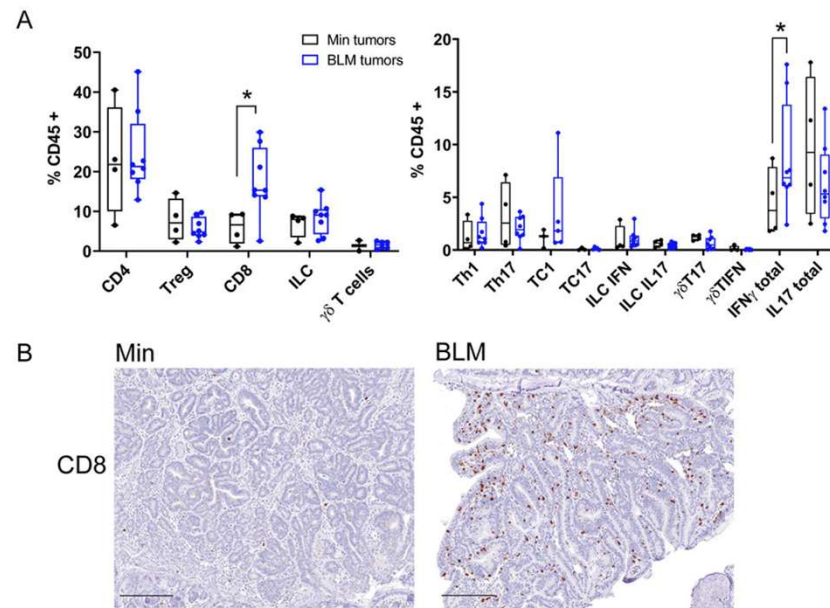 A
Min tumors
BLM tumors
% CD45 +
50
40
30
20
10
0
*
CD4
Treg
CD8
ILC
γδ T cells
% CD45 +
20
15
10
5
0
*
Th1
Th17
TC1
TC17
ILC IFN
ILC IL17
γδT17
γδTIFN
IFNγ total
IL17 total
B
Min
BLM
CD8